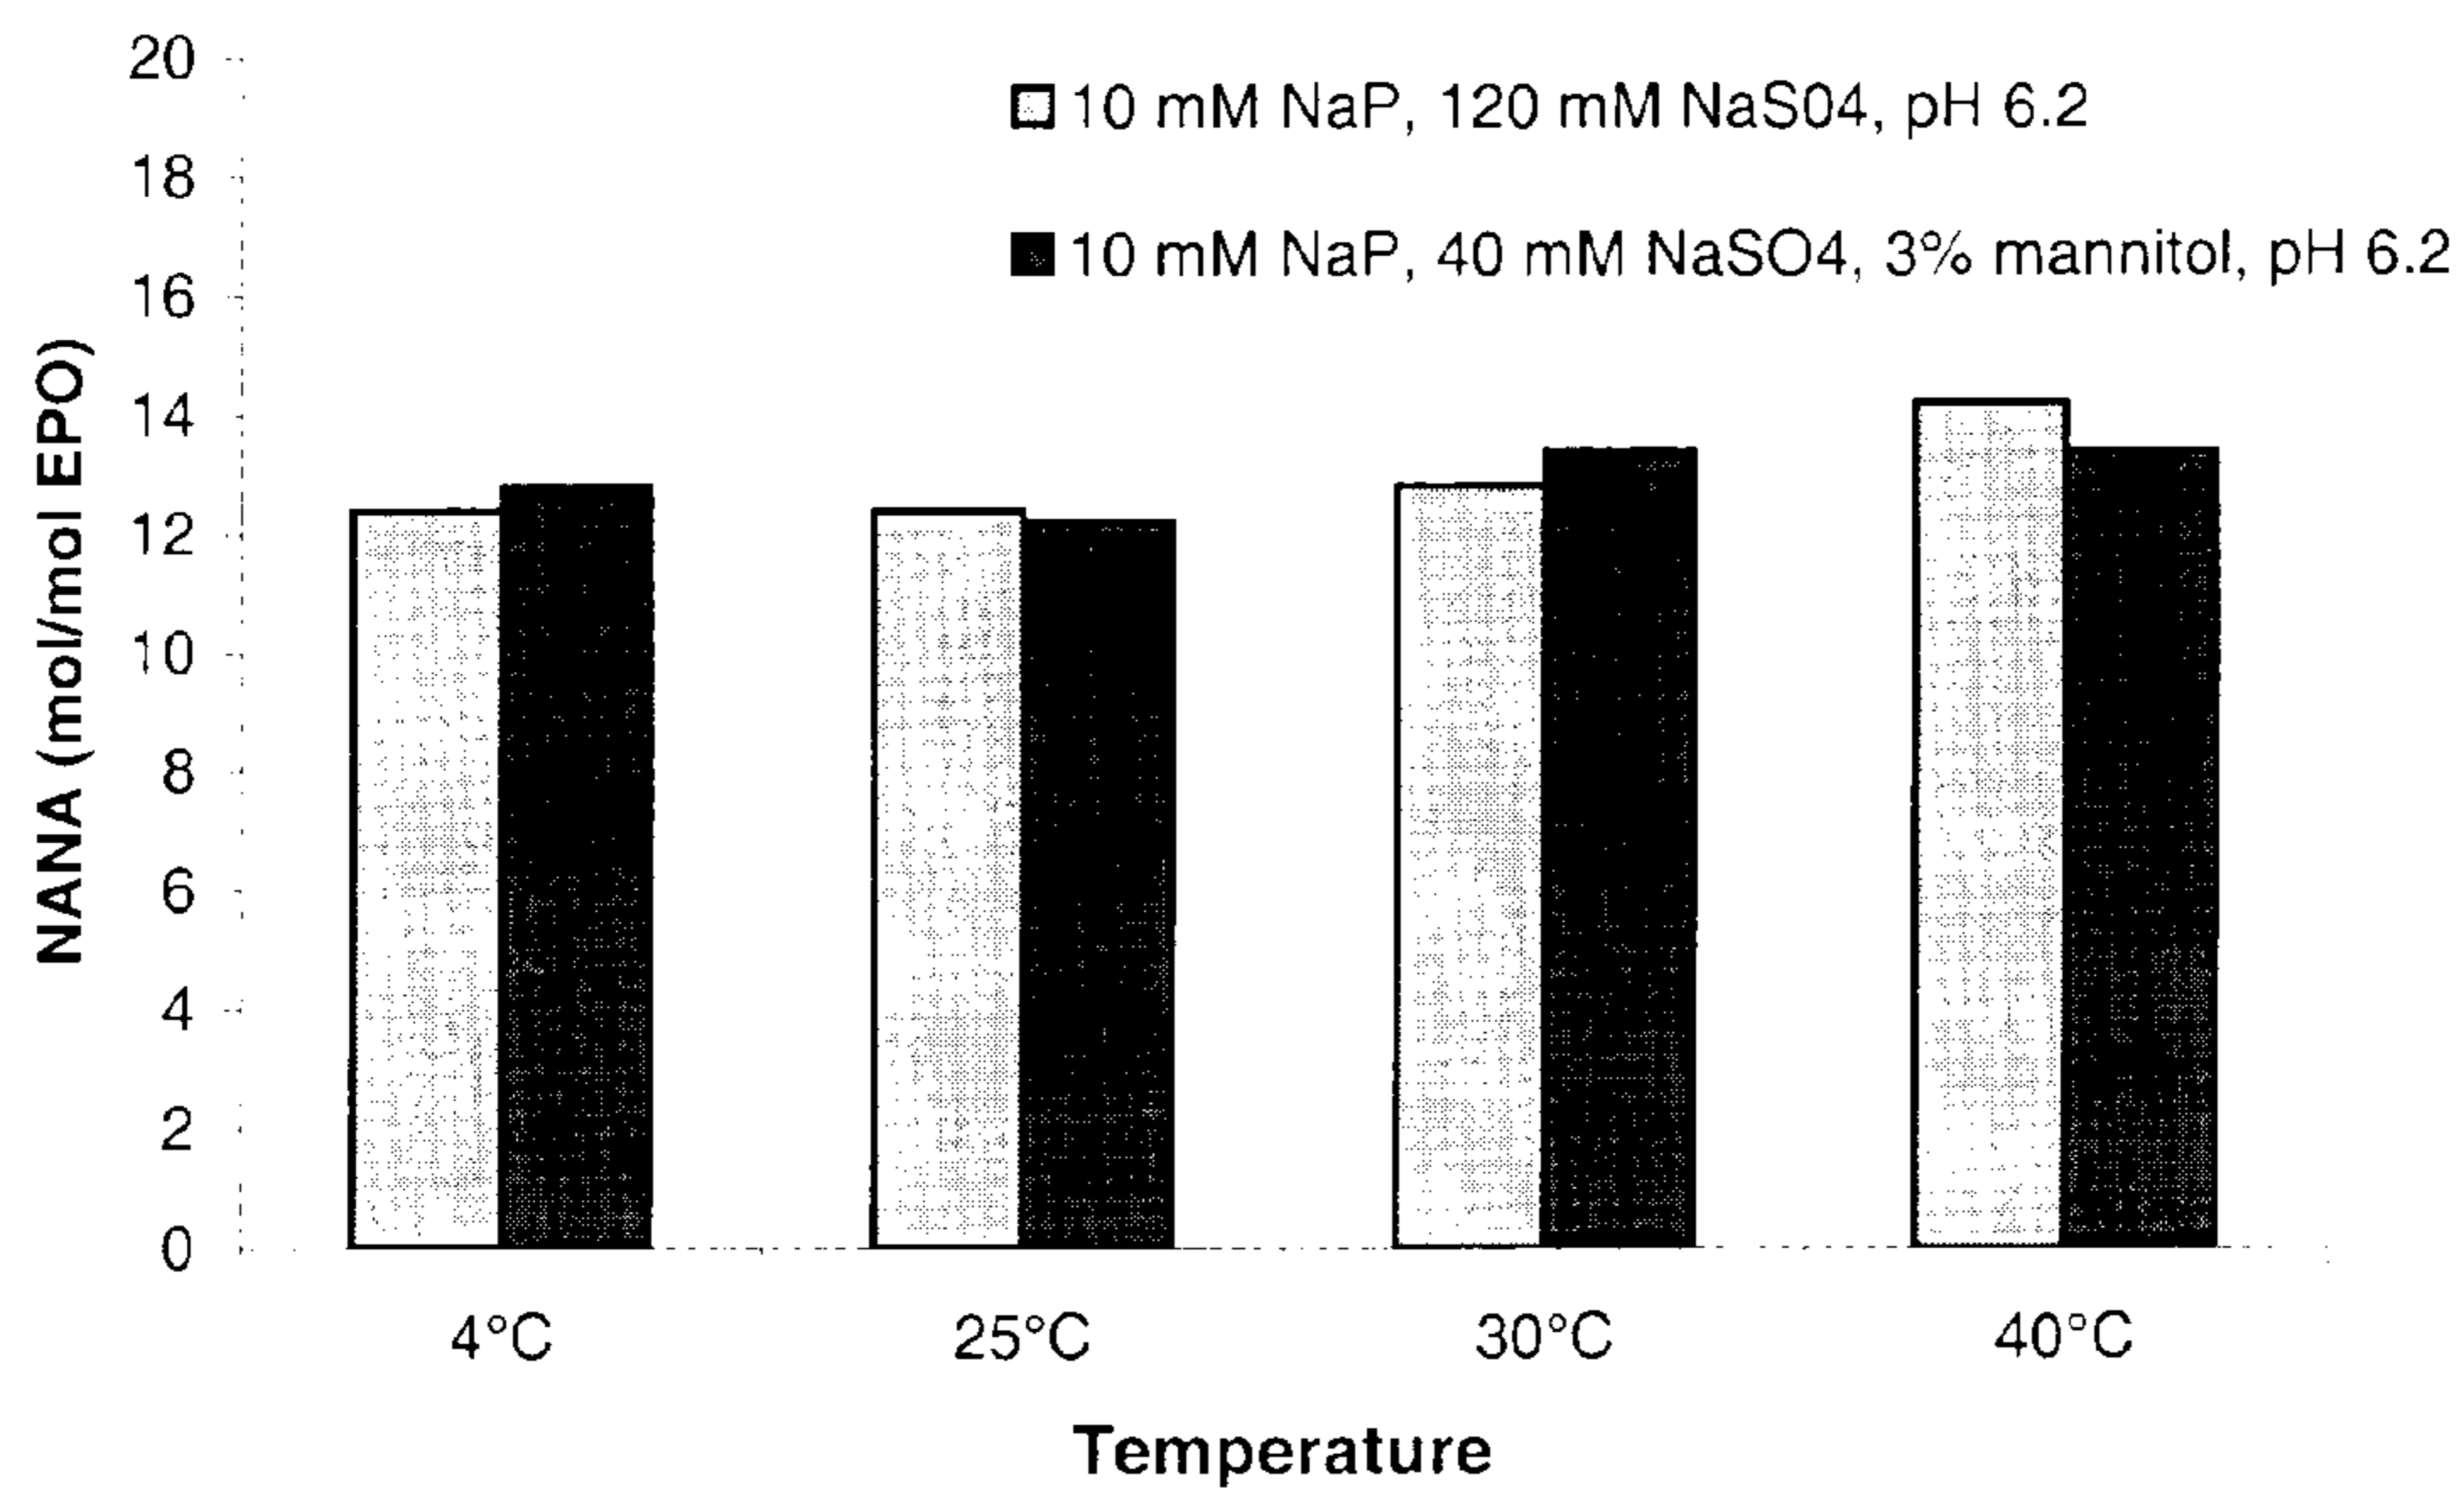 20
18
16
14
12
10
8
6
4
2
0
NANA (mol/mol EPO)
10 mM NaP, 120 mM NaS04, pH 6.2
10 mM NaP, 40 mM NaSO4, 3% mannitol, pH 6.2
4°C 25°C 30°C 40°C
Temperature